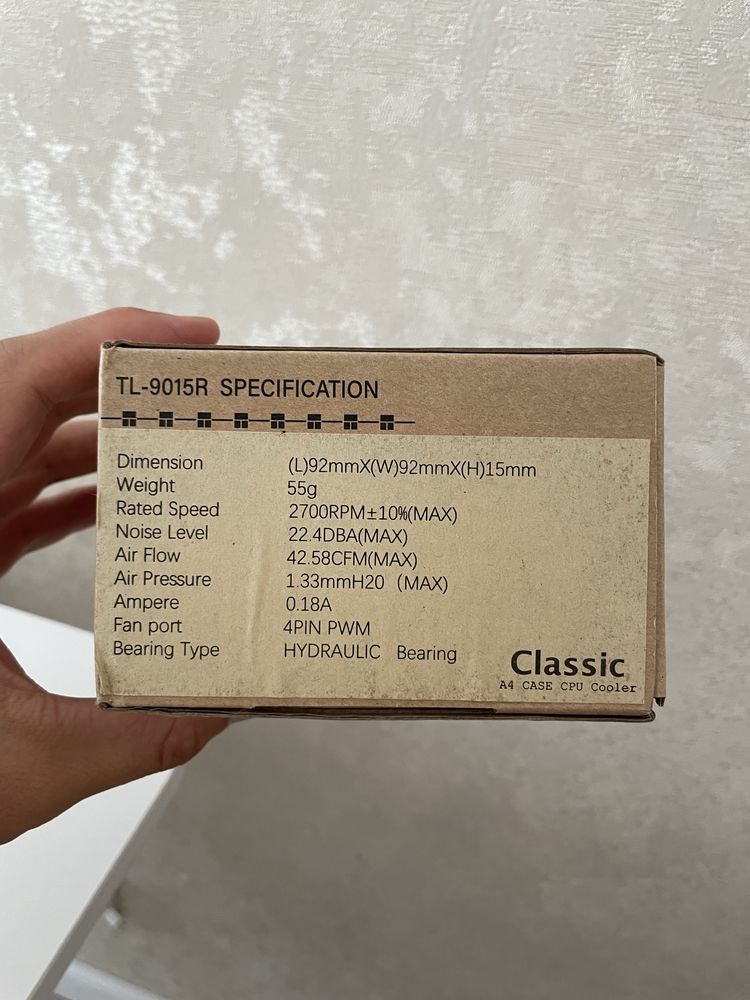 TL-9015R SPECIFICATION
Dimension (L)92mmX(W)92mmX(H)15mm
Weight 55g
Rated Speed 2700RPM±10%(MAX)
Noise Level 22.4DBA(MAX)
Air Flow 42.58CFM(MAX)
Air Pressure 1.33mmH20 (MAX)
Ampere 0.18A
Fan port 4PIN PWM
Bearing Type HYDRAULIC Bearing
Classic
A4 CASE CPU Cooler